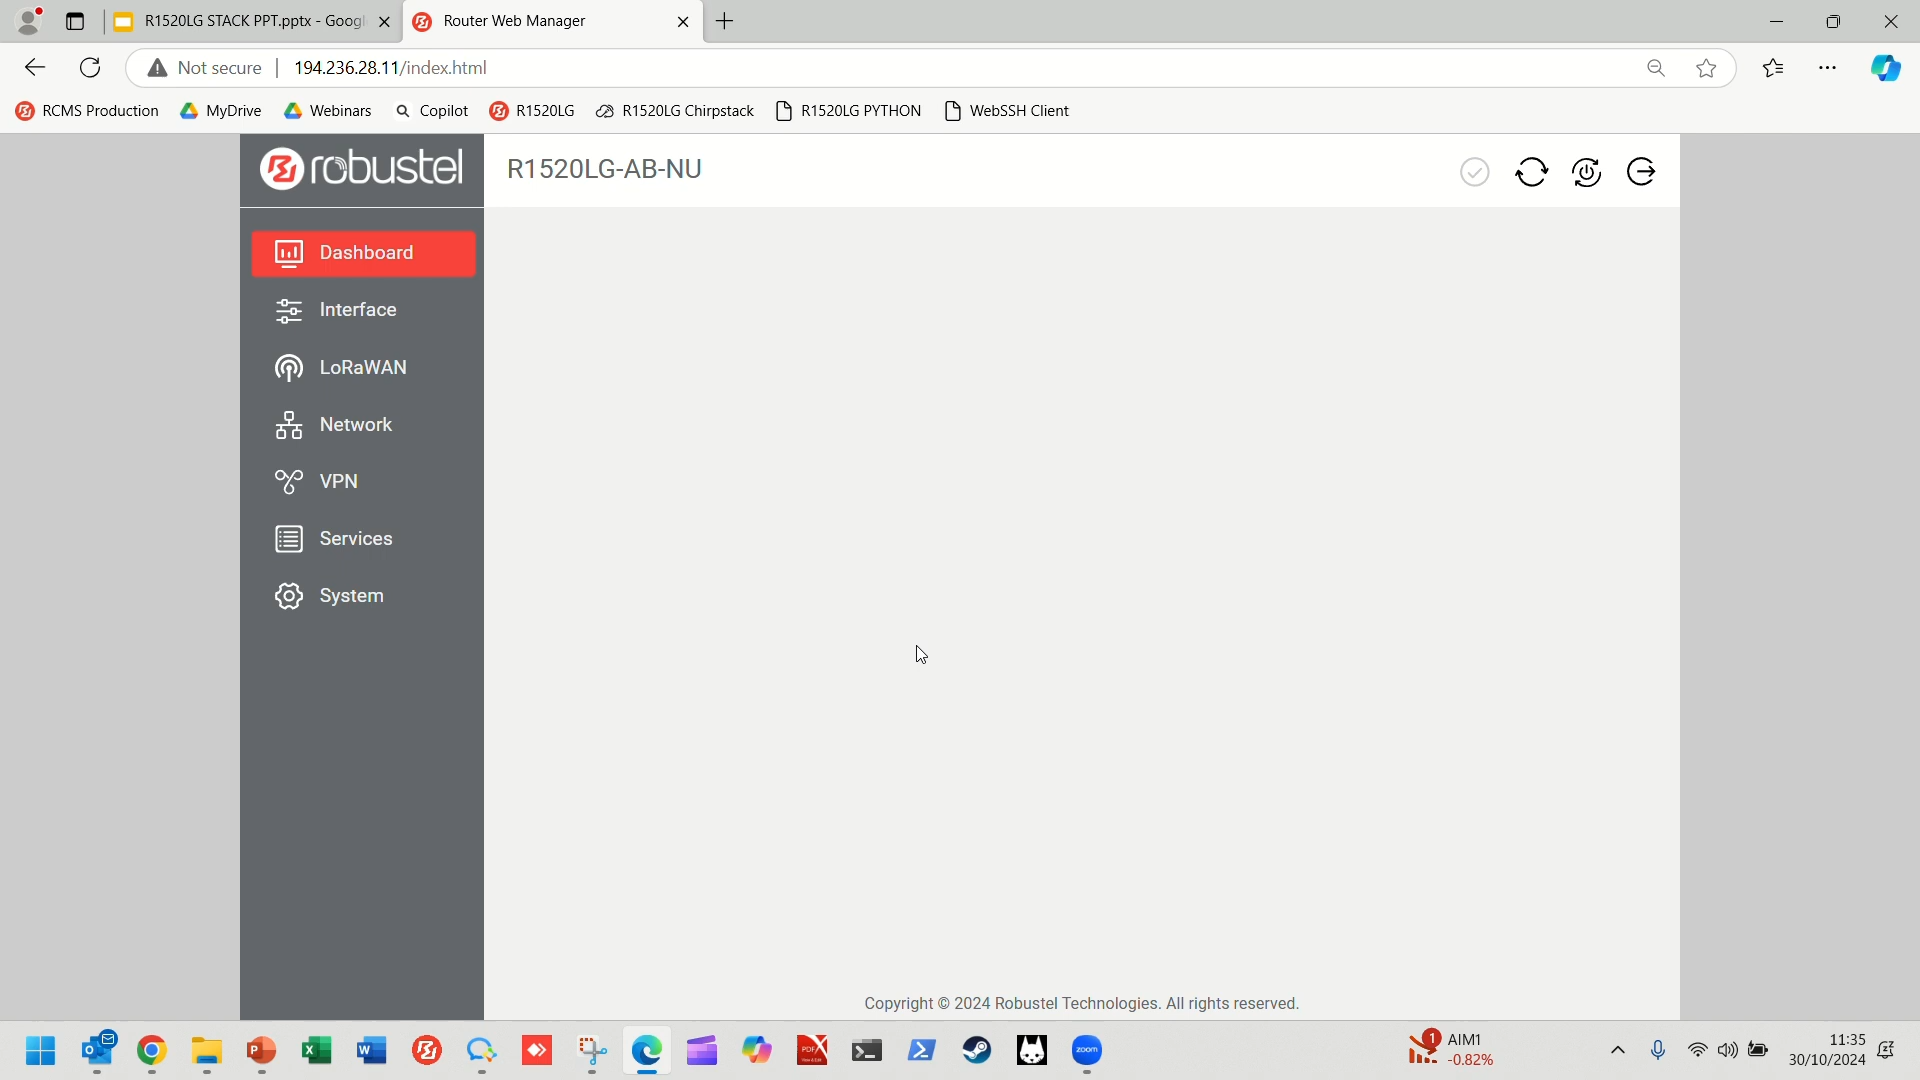 R1520LG STACK PPT.pptx - Googl
Router Web Manager
Not secure
194.236.28.11/index.html
RCMS Production
MyDrive
Webinars
Copilot
R1520LG
R1520LG Chirpstack
R1520LG PYTHON
WebSSH Client
robustel
R1520LG-AB-NU
Dashboard
Interface
LoRaWAN
Network
VPN
Services
System
Copyright © 2024 Robustel Technologies. All rights reserved.
zoom
1
AIM1
-0.82%
11:35
30/10/2024